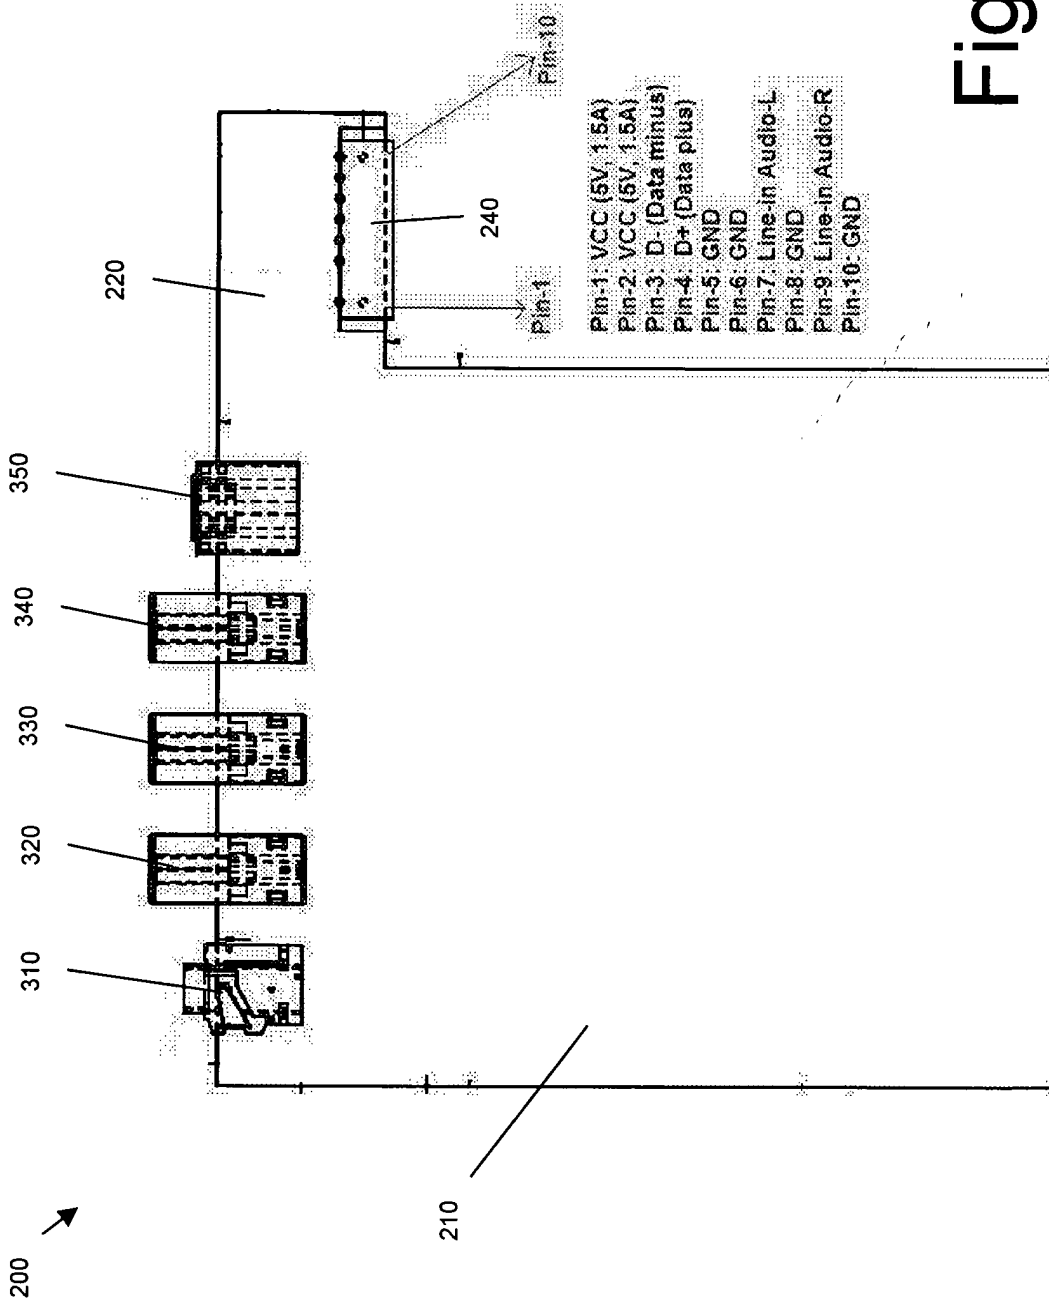 Fig
200
210
220
240
310
320
330
340
350
Pin-1
Pin-10
Pin-1: VCC (5V, 1.5A)
Pin-2: VCC (5V, 1.5A)
Pin-3: D- (Data minus)
Pin-4: D+ (Data plus)
Pin-5: GND
Pin-6: GND
Pin-7: Line-in Audio-L
Pin-8: GND
Pin-9: Line-in Audio-R
Pin-10: GND